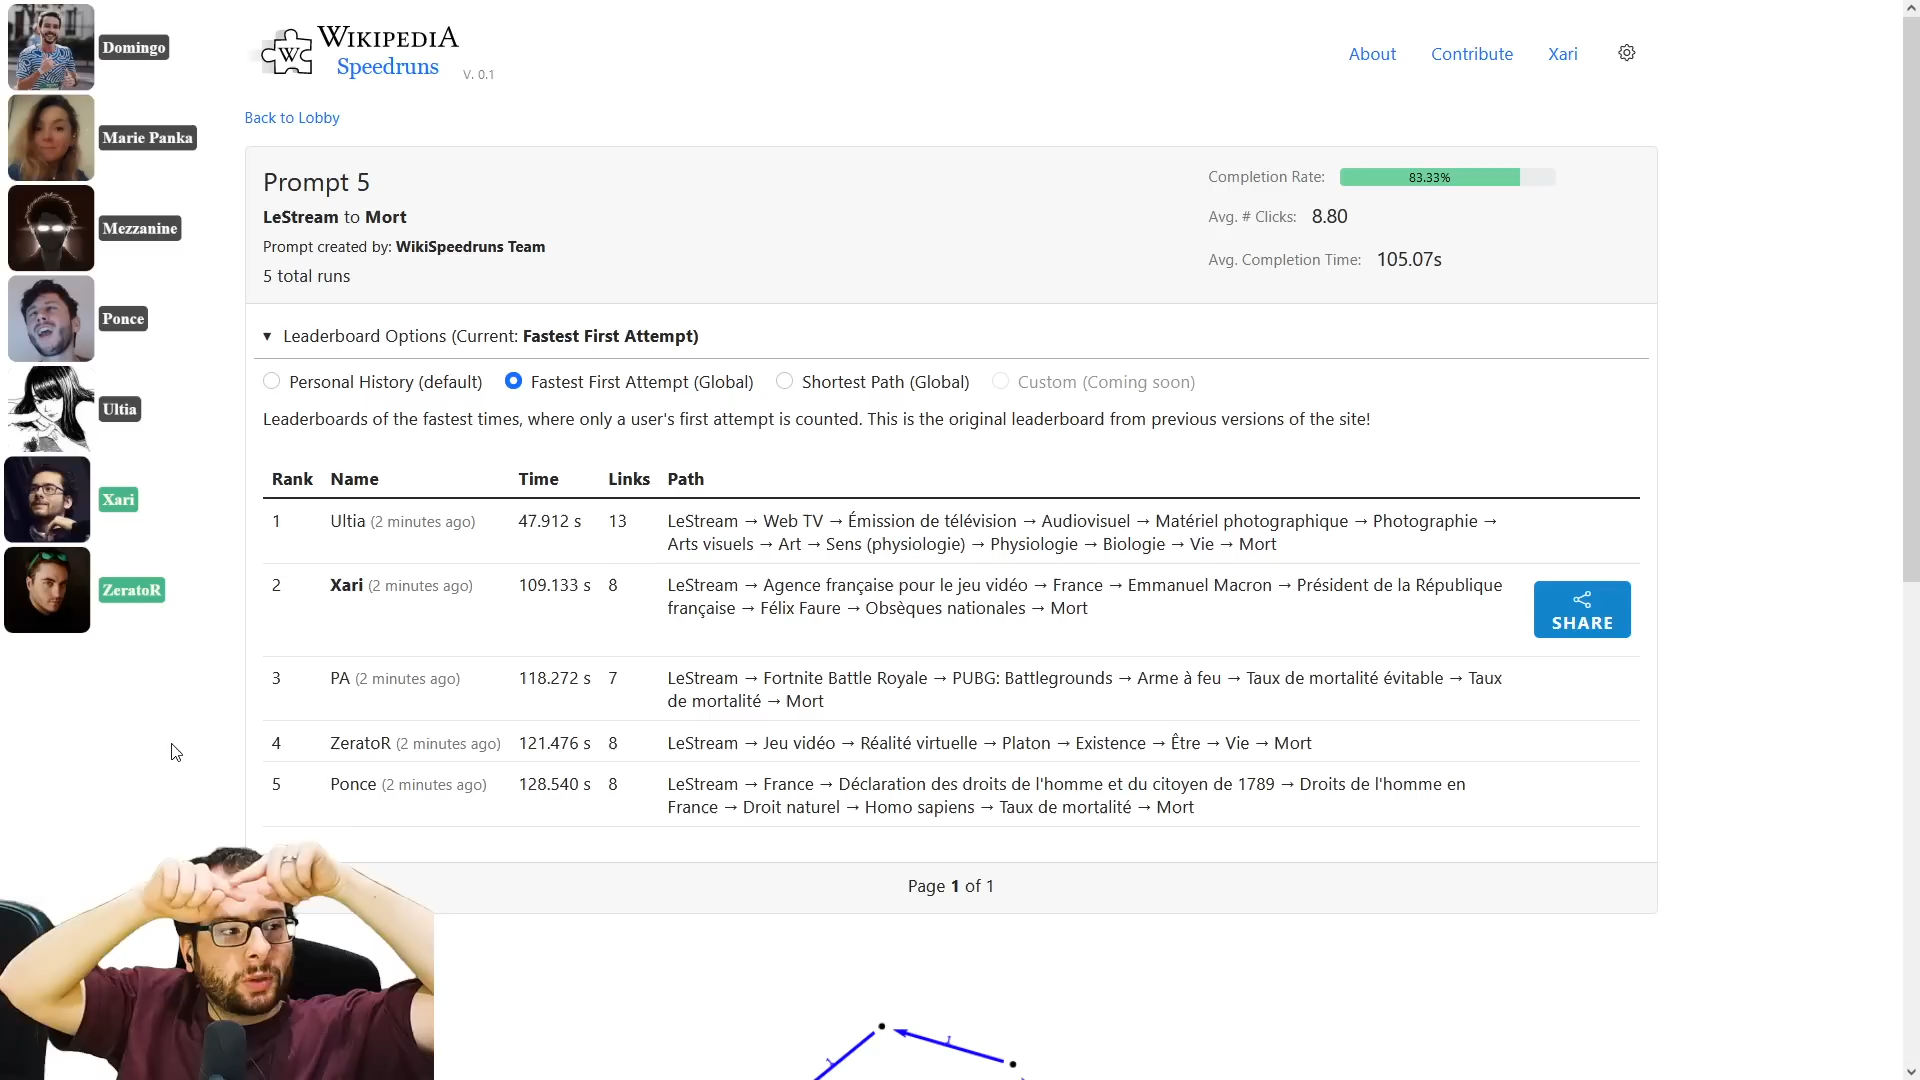 Domingo
Marie Panka
Mezzanine
Ponce
Ultia
Xari
ZeratoR
W
WIKIPEDIA
Speedruns
V. 0.1
About
Contribute
Xari
Back to Lobby
Prompt 5
LeStream to Mort
Prompt created by: WikiSpeedruns Team
5 total runs
Completion Rate: 83.33%
Avg. # Clicks: 8.80
Avg. Completion Time: 105.07s
▼ Leaderboard Options (Current: Fastest First Attempt)
Personal History (default) Fastest First Attempt (Global) Shortest Path (Global) Custom (Coming soon)
Leaderboards of the fastest times, where only a user's first attempt is counted. This is the original leaderboard from previous versions of the site!
Rank Name Time Links Path
1 Ultia (2 minutes ago) 47.912 s 13 LeStream → Web TV → Émission de télévision → Audiovisuel → Matériel photographique → Photographie →
Arts visuels → Art → Sens (physiologie) → Physiologie → Biologie → Vie → Mort
2 Xari (2 minutes ago) 109.133 s 8 LeStream → Agence française pour le jeu vidéo → France → Emmanuel Macron → Président de la République
française → Félix Faure → Obsèques nationales → Mort
SHARE
3 PA (2 minutes ago) 118.272 s 7 LeStream → Fortnite Battle Royale → PUBG: Battlegrounds → Arme à feu → Taux de mortalité évitable → Taux
de mortalité → Mort
4 ZeratoR (2 minutes ago) 121.476 s 8 LeStream → Jeu vidéo → Réalité virtuelle → Platon → Existence → Être → Vie → Mort
5 Ponce (2 minutes ago) 128.540 s 8 LeStream → France → Déclaration des droits de l'homme et du citoyen de 1789 → Droits de l'homme en
France → Droit naturel → Homo sapiens → Taux de mortalité → Mort
Page 1 of 1
1
1